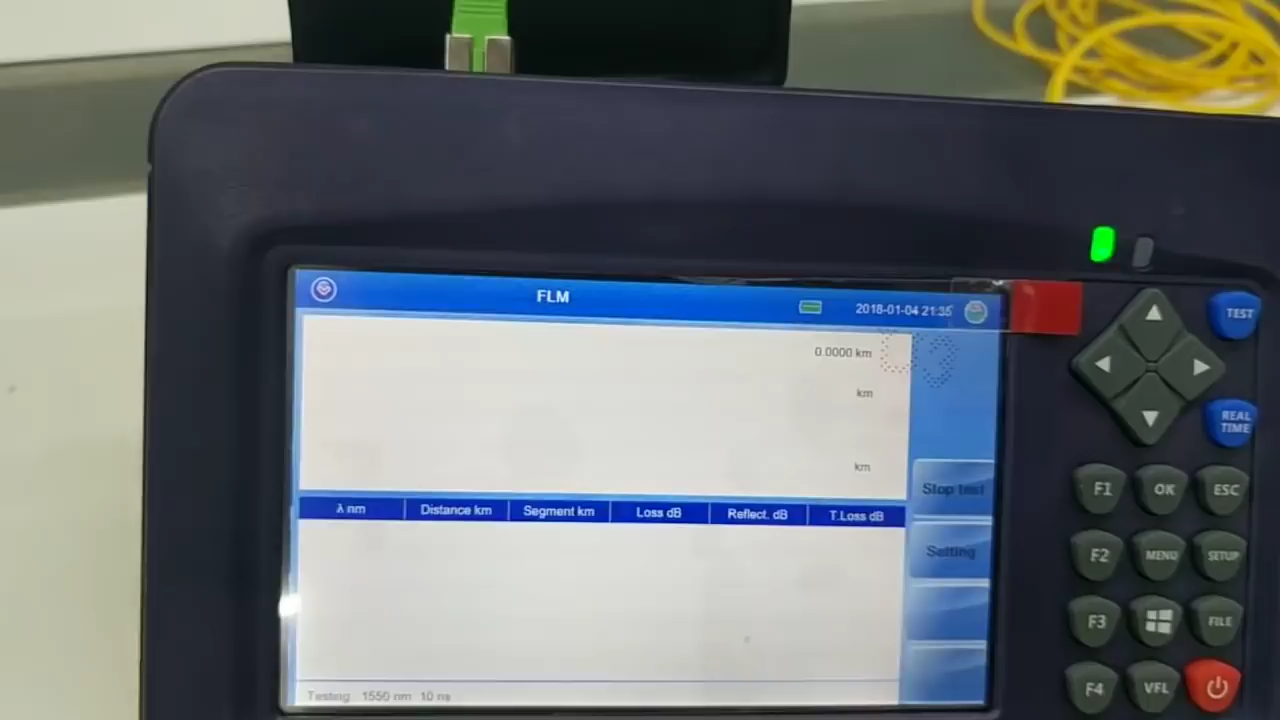 FLM
2018-01-04 21:35
0.0000 km
km
km
Stop test
Setting
λ nm Distance km Segment km Loss dB Reflect. dB T.Loss dB
Testing 1550 nm 10 ns
TEST
REAL TIME
F1 OK ESC
F2 MENU SETUP
F3 FILE
F4 VFL